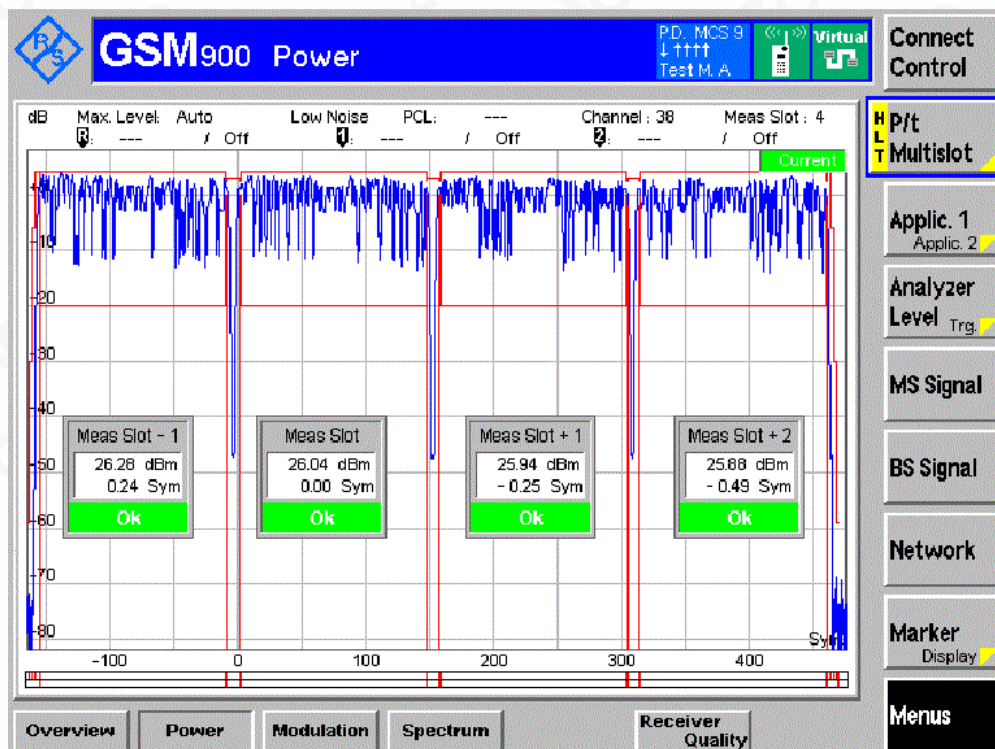 R/S
GSM900 Power
P.D. MCS 9
↓↑↑↑↑
Test M. A
Virtual
Connect Control
dB Max. Level: Auto Low Noise PCL: --- Channel : 38 Meas Slot : 4
R: --- / Off 1: --- / Off 2: --- / Off
Current
HLT
P/t Multislot
Applic. 1
Applic. 2
Analyzer
Level Trg.
MS Signal
BS Signal
Network
Marker
Display
Menus
-10
-20
-30
-40
-50
-60
-70
-80
Meas Slot - 1
26.28 dBm
0.24 Sym
Ok
Meas Slot
26.04 dBm
0.00 Sym
Ok
Meas Slot + 1
25.94 dBm
- 0.25 Sym
Ok
Meas Slot + 2
25.88 dBm
- 0.49 Sym
Ok
Sym
-100 0 100 200 300 400
Overview Power Modulation Spectrum Receiver Quality